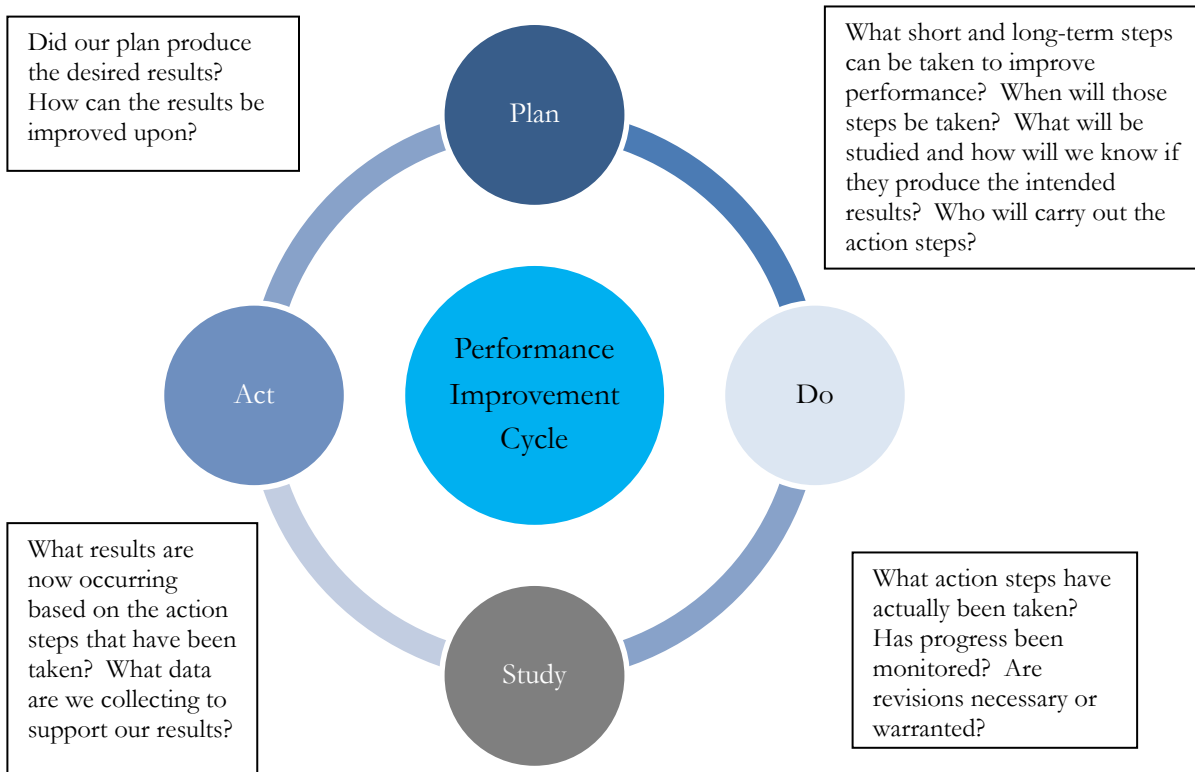 Did our plan produce
the desired results?
How can the results be
improved upon?
Plan
What short and long-term steps
can be taken to improve
performance?  When will those
steps be taken?  What will be
studied and how will we know if
they produce the intended
results?  Who will carry out the
action steps?
Act
Performance
Improvement
Cycle
Do
What results are
now occurring
based on the action
steps that have been
taken?  What data
are we collecting to
support our results?
Study
What action steps have
actually been taken?
Has progress been
monitored?  Are
revisions necessary or
warranted?